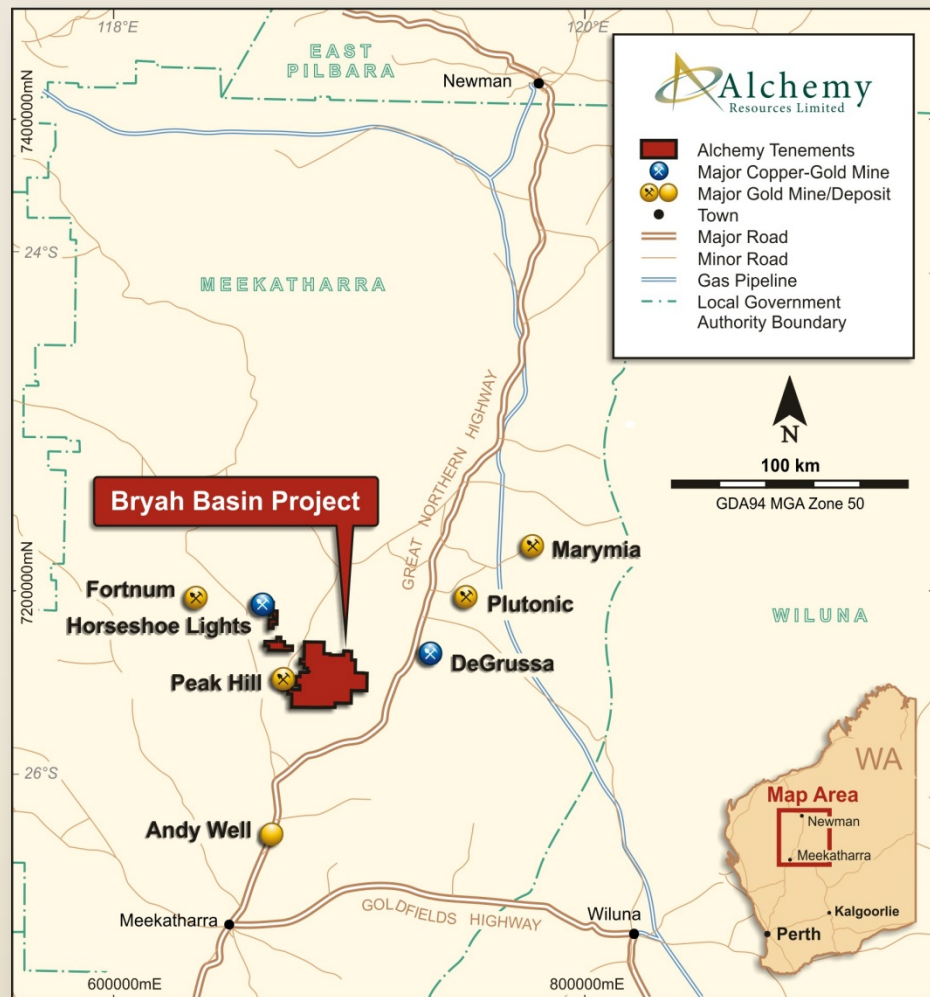 118°E
120°E
EAST
PILBARA
Newman
7400000mN
Alchemy
Resources Limited
Alchemy Tenements
Major Copper-Gold Mine
Major Gold Mine/Deposit
Town
Major Road
Minor Road
Gas Pipeline
Local Government
Authority Boundary
24°S
MEEKATHARRA
N
100 km
GDA94 MGA Zone 50
GREAT NORTHERN HIGHWAY
Bryah Basin Project
Marymia
7200000mN
Fortnum
Plutonic
Horseshoe Lights
WILUNA
DeGrussa
Peak Hill
26°S
WA
Map Area
Newman
Andy Well
Meekatharra
Meekatharra
GOLDFIELDS HIGHWAY
Wiluna
Kalgoorlie
Perth
600000mE
800000mE